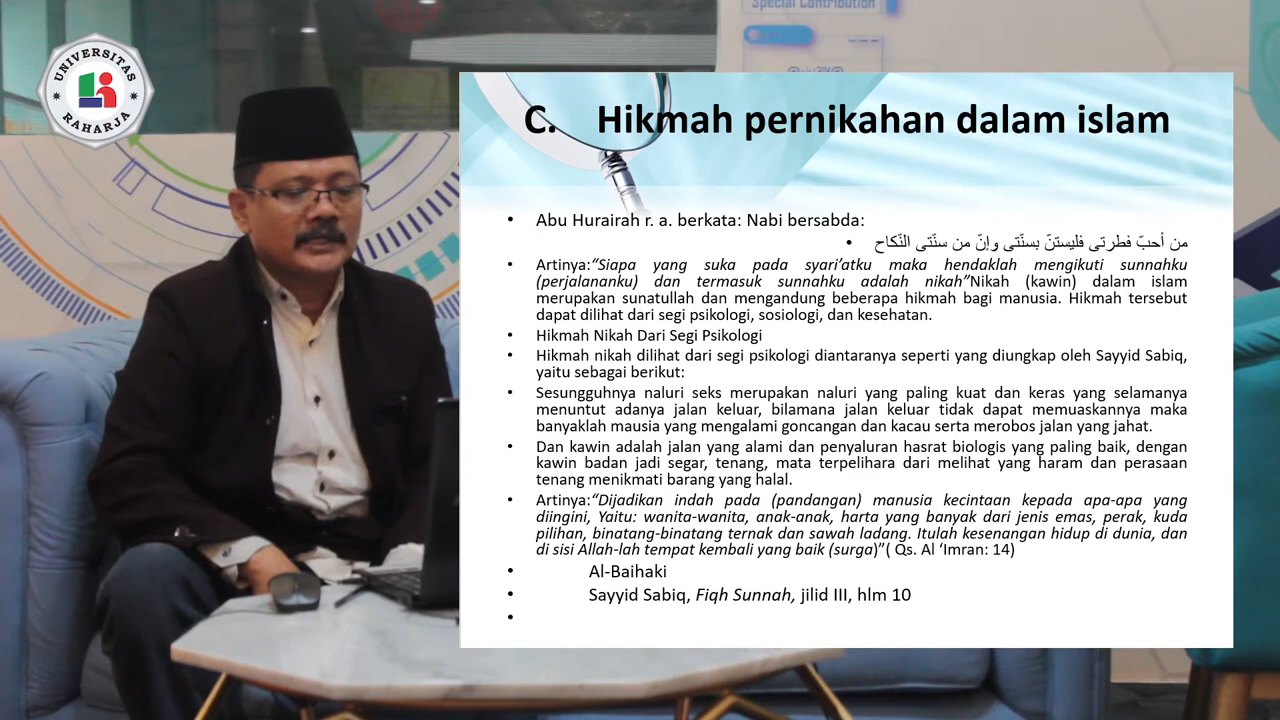 Special Contribution
UNIVERSITAS
RAHARJA
C. Hikmah pernikahan dalam islam
• Abu Hurairah r. a. berkata: Nabi bersabda:
• من أحبّ فطرتى فليستنّ بسنّتى وإنّ من سنّتى النّكاح
• Artinya:“Siapa yang suka pada syari’atku maka hendaklah mengikuti sunnahku
(perjalananku) dan termasuk sunnahku adalah nikah”Nikah (kawin) dalam islam
merupakan sunatullah dan mengandung beberapa hikmah bagi manusia. Hikmah tersebut
dapat dilihat dari segi psikologi, sosiologi, dan kesehatan.
• Hikmah Nikah Dari Segi Psikologi
• Hikmah nikah dilihat dari segi psikologi diantaranya seperti yang diungkap oleh Sayyid Sabiq,
yaitu sebagai berikut:
• Sesungguhnya naluri seks merupakan naluri yang paling kuat dan keras yang selamanya
menuntut adanya jalan keluar, bilamana jalan keluar tidak dapat memuaskannya maka
banyaklah mausia yang mengalami goncangan dan kacau serta merobos jalan yang jahat.
• Dan kawin adalah jalan yang alami dan penyaluran hasrat biologis yang paling baik, dengan
kawin badan jadi segar, tenang, mata terpelihara dari melihat yang haram dan perasaan
tenang menikmati barang yang halal.
• Artinya:“Dijadikan indah pada (pandangan) manusia kecintaan kepada apa-apa yang
diingini, Yaitu: wanita-wanita, anak-anak, harta yang banyak dari jenis emas, perak, kuda
pilihan, binatang-binatang ternak dan sawah ladang. Itulah kesenangan hidup di dunia, dan
di sisi Allah-lah tempat kembali yang baik (surga)”( Qs. Al ‘Imran: 14)
• Al-Baihaki
• Sayyid Sabiq, Fiqh Sunnah, jilid III, hlm 10
•